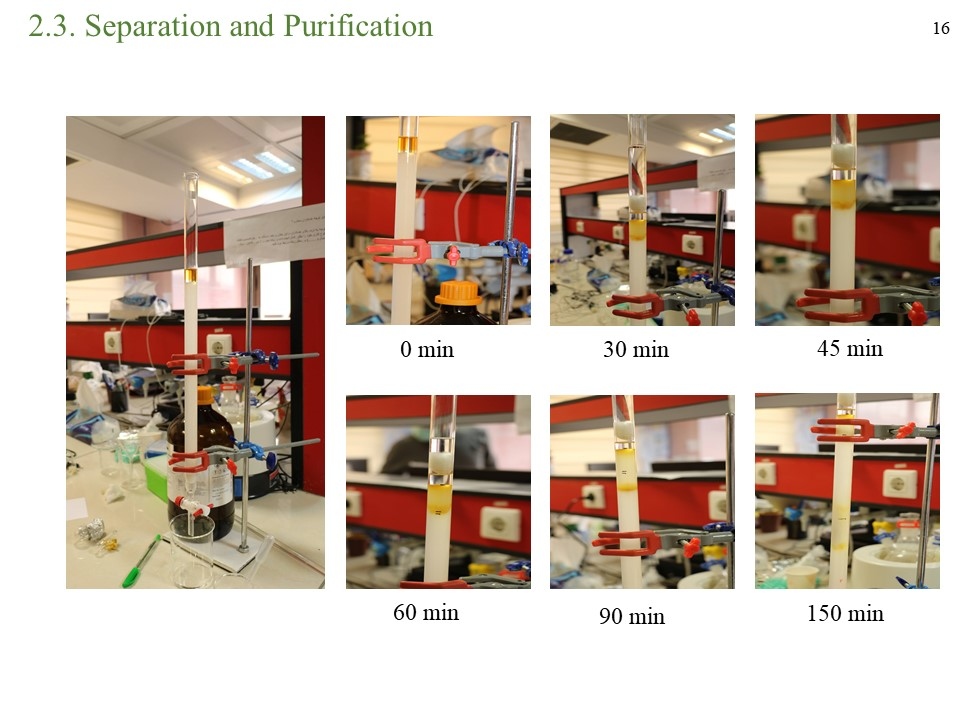 2.3. Separation and Purification
16
0 min
30 min
45 min
60 min
90 min
150 min